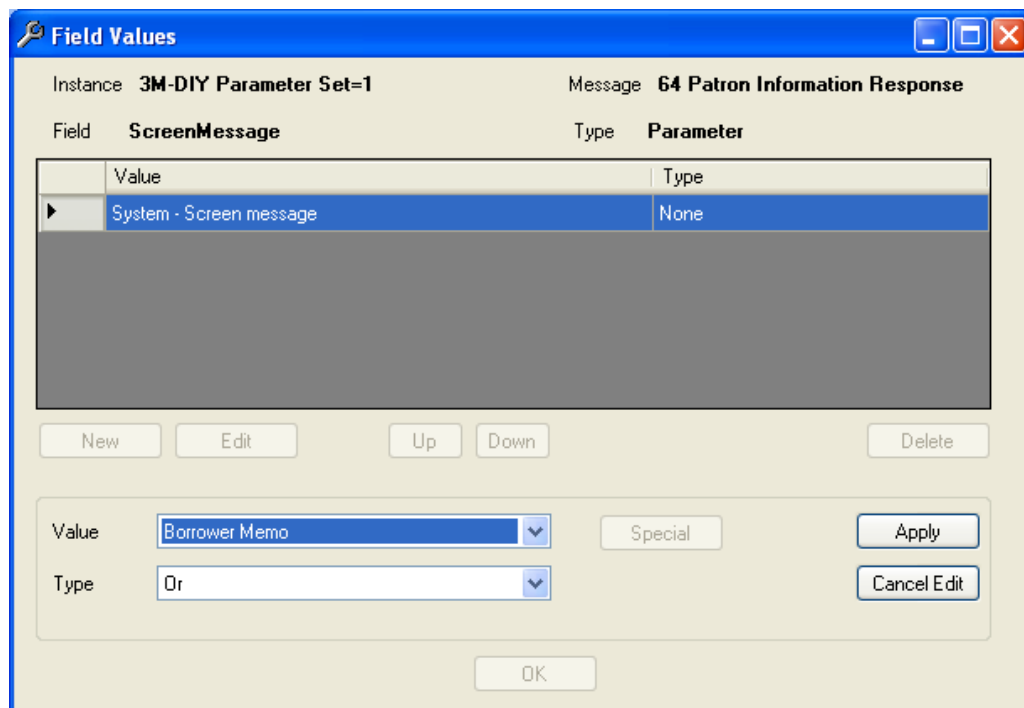 Field Values
Instance 3M-DIY Parameter Set=1 Message 64 Patron Information Response
Field ScreenMessage Type Parameter
Value Type
System - Screen message None
New Edit Up Down Delete
Value Borrower Memo Special Apply
Type Or Cancel Edit
OK